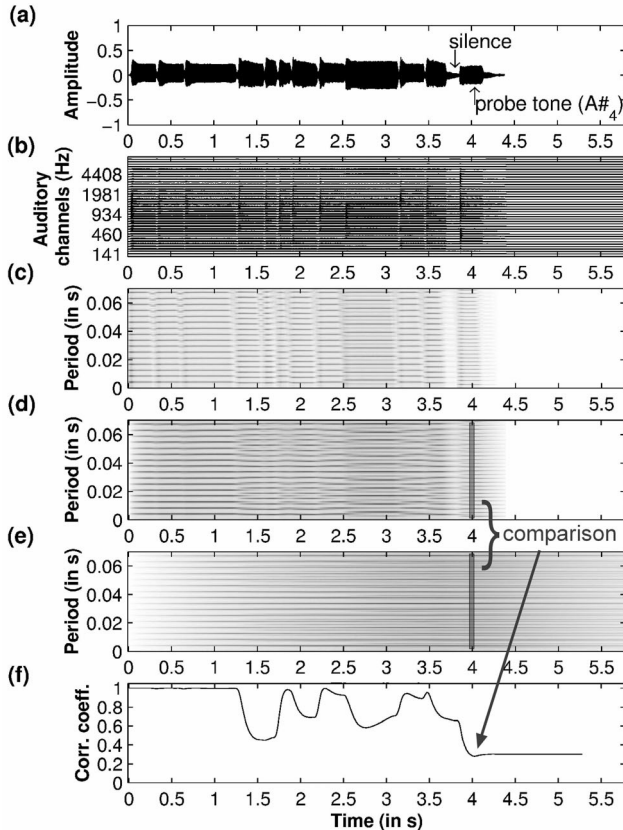 (a)
Amplitude
1
0.5
0
−0.5
−1
silence
probe tone (A#4)
0 0.5 1 1.5 2 2.5 3 3.5 4 4.5 5 5.5
(b)
Auditory
channels (Hz)
4408
1981
934
460
141
0 0.5 1 1.5 2 2.5 3 3.5 4 4.5 5 5.5
(c)
Period (in s)
0.06
0.04
0.02
0
0 0.5 1 1.5 2 2.5 3 3.5 4 4.5 5 5.5
(d)
Period (in s)
0.06
0.04
0.02
0
0 0.5 1 1.5 2 2.5 3 3.5 4 4.5 5 5.5
comparison
(e)
Period (in s)
0.06
0.04
0.02
0
0 0.5 1 1.5 2 2.5 3 3.5 4 4.5 5 5.5
(f)
Corr. coeff.
1
0.8
0.6
0.4
0.2
0
0 0.5 1 1.5 2 2.5 3 3.5 4 4.5 5 5.5
Time (in s)